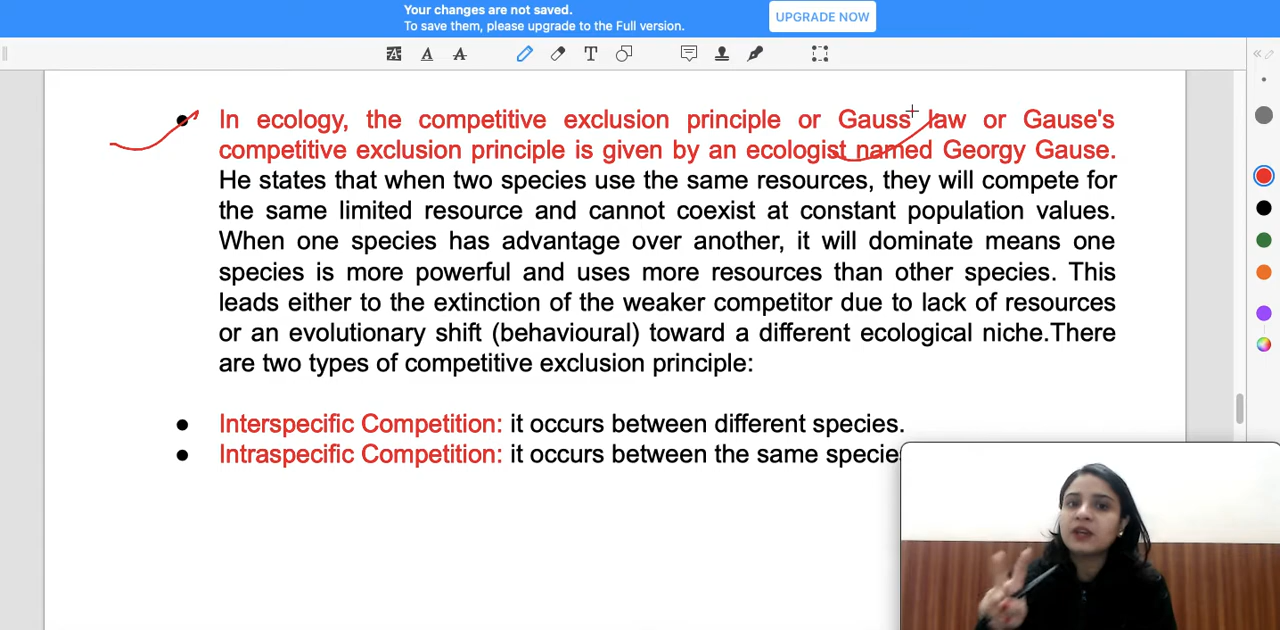 Your changes are not saved.
To save them, please upgrade to the Full version.
UPGRADE NOW
In ecology, the competitive exclusion principle or Gauss law or Gause's
competitive exclusion principle is given by an ecologist named Georgy Gause.
He states that when two species use the same resources, they will compete for
the same limited resource and cannot coexist at constant population values.
When one species has advantage over another, it will dominate means one
species is more powerful and uses more resources than other species. This
leads either to the extinction of the weaker competitor due to lack of resources
or an evolutionary shift (behavioural) toward a different ecological niche.There
are two types of competitive exclusion principle:
Interspecific Competition: it occurs between different species.
Intraspecific Competition: it occurs between the same